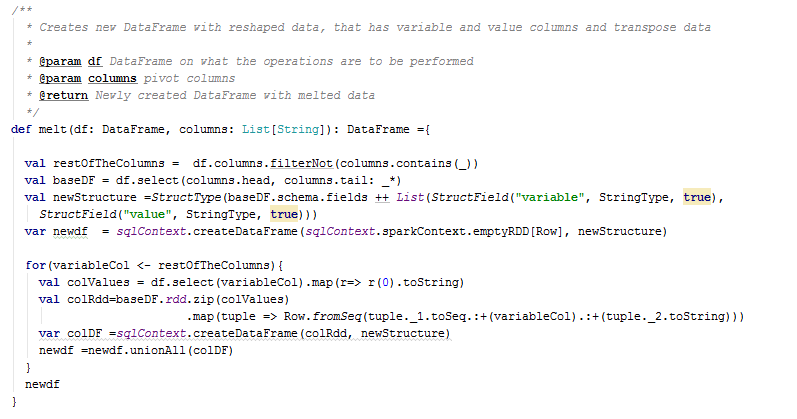 /**
 * Creates new DataFrame with reshaped data, that has variable and value columns and transpose data
 *
 * @param df DataFrame on what the operations are to be performed
 * @param columns pivot columns
 * @return Newly created DataFrame with melted data
 */
def melt(df: DataFrame, columns: List[String]): DataFrame ={
  val restOfTheColumns =  df.columns.filterNot(columns.contains(_))
  val baseDF = df.select(columns.head, columns.tail: _*)
  val newStructure =StructType(baseDF.schema.fields ++ List(StructField("variable", StringType, true),
    StructField("value", StringType, true)))
  var newdf  = sqlContext.createDataFrame(sqlContext.sparkContext.emptyRDD[Row], newStructure)
  for(variableCol <- restOfTheColumns){
    val colValues = df.select(variableCol).map(r=> r(0).toString)
    val colRdd=baseDF.rdd.zip(colValues)
                        .map(tuple => Row.fromSeq(tuple._1.toSeq.:+(variableCol).:+(tuple._2.toString)))
    var colDF =sqlContext.createDataFrame(colRdd, newStructure)
    newdf =newdf.unionAll(colDF)
  }
  newdf
}